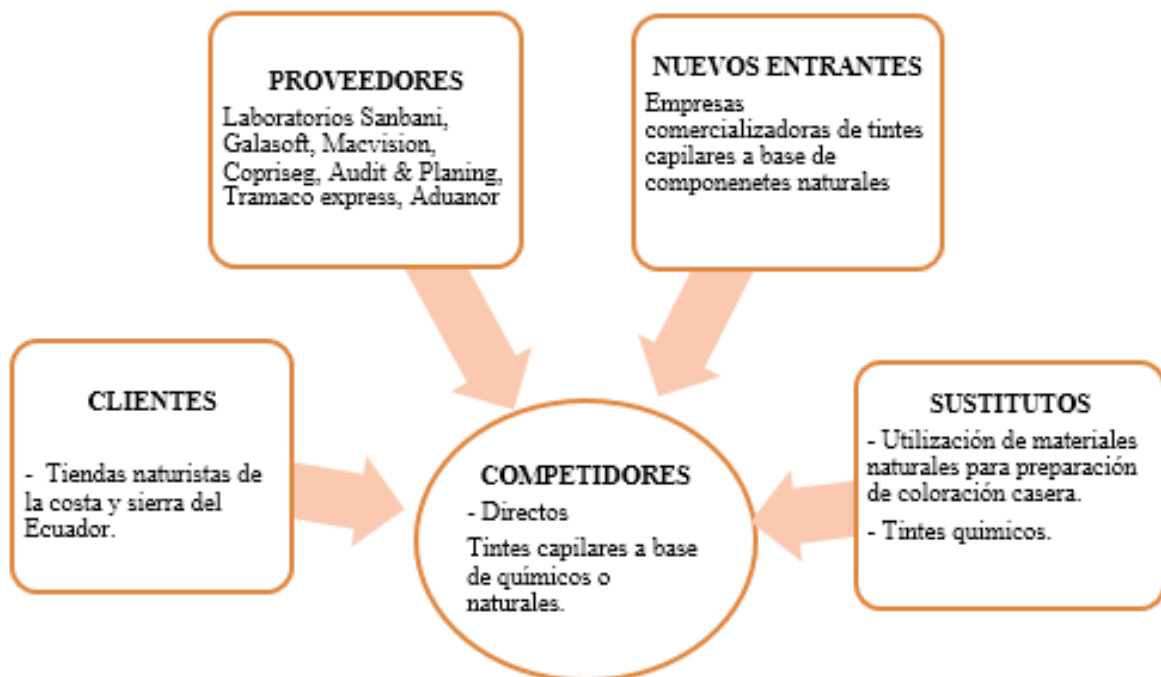 PROVEEDORES
Laboratorios Sanbani,
Galasoft, Macvision,
Copriseg, Audit & Planing,
Tramaco express, Aduanor
NUEVOS ENTRANTES
Empresas
comercializadoras de tintes
capilares a base de
componenetes naturales
CLIENTES
- Tiendas naturistas de
la costa y sierra del
Ecuador.
COMPETIDORES
- Directos
Tintes capilares a base
de químicos o
naturales.
SUSTITUTOS
- Utilización de materiales
naturales para preparación
de coloración casera.
- Tintes quimicos.